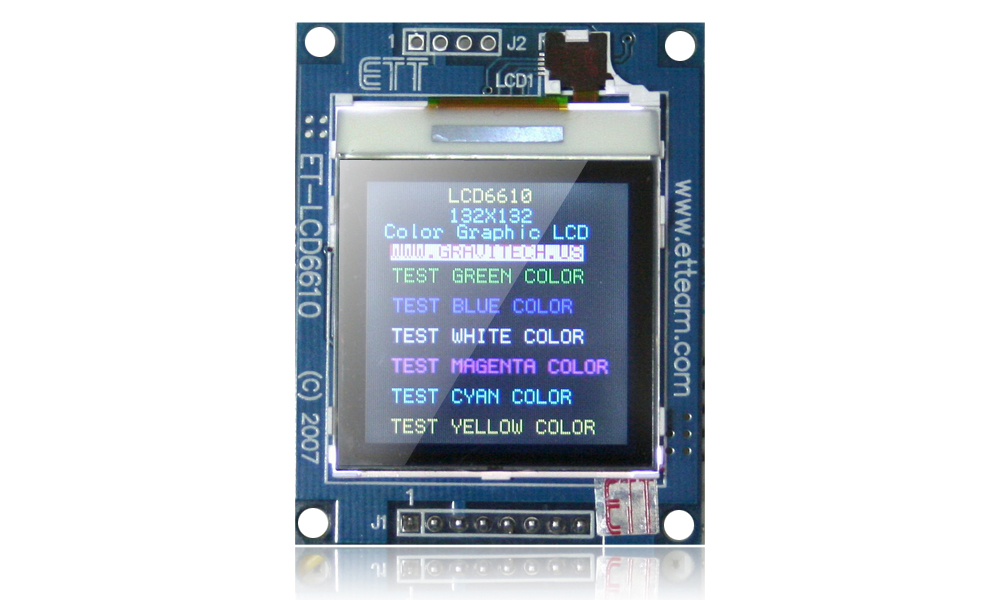 1 J2
ETT
LCD1
ET-LCD6610 (C) 2007
www.etteam.com
LCD6610
132X132
Color Graphic LCD
WWW.GRAVITECH.US
TEST GREEN COLOR
TEST BLUE COLOR
TEST WHITE COLOR
TEST MAGENTA COLOR
TEST CYAN COLOR
TEST YELLOW COLOR
1
J1
ETT